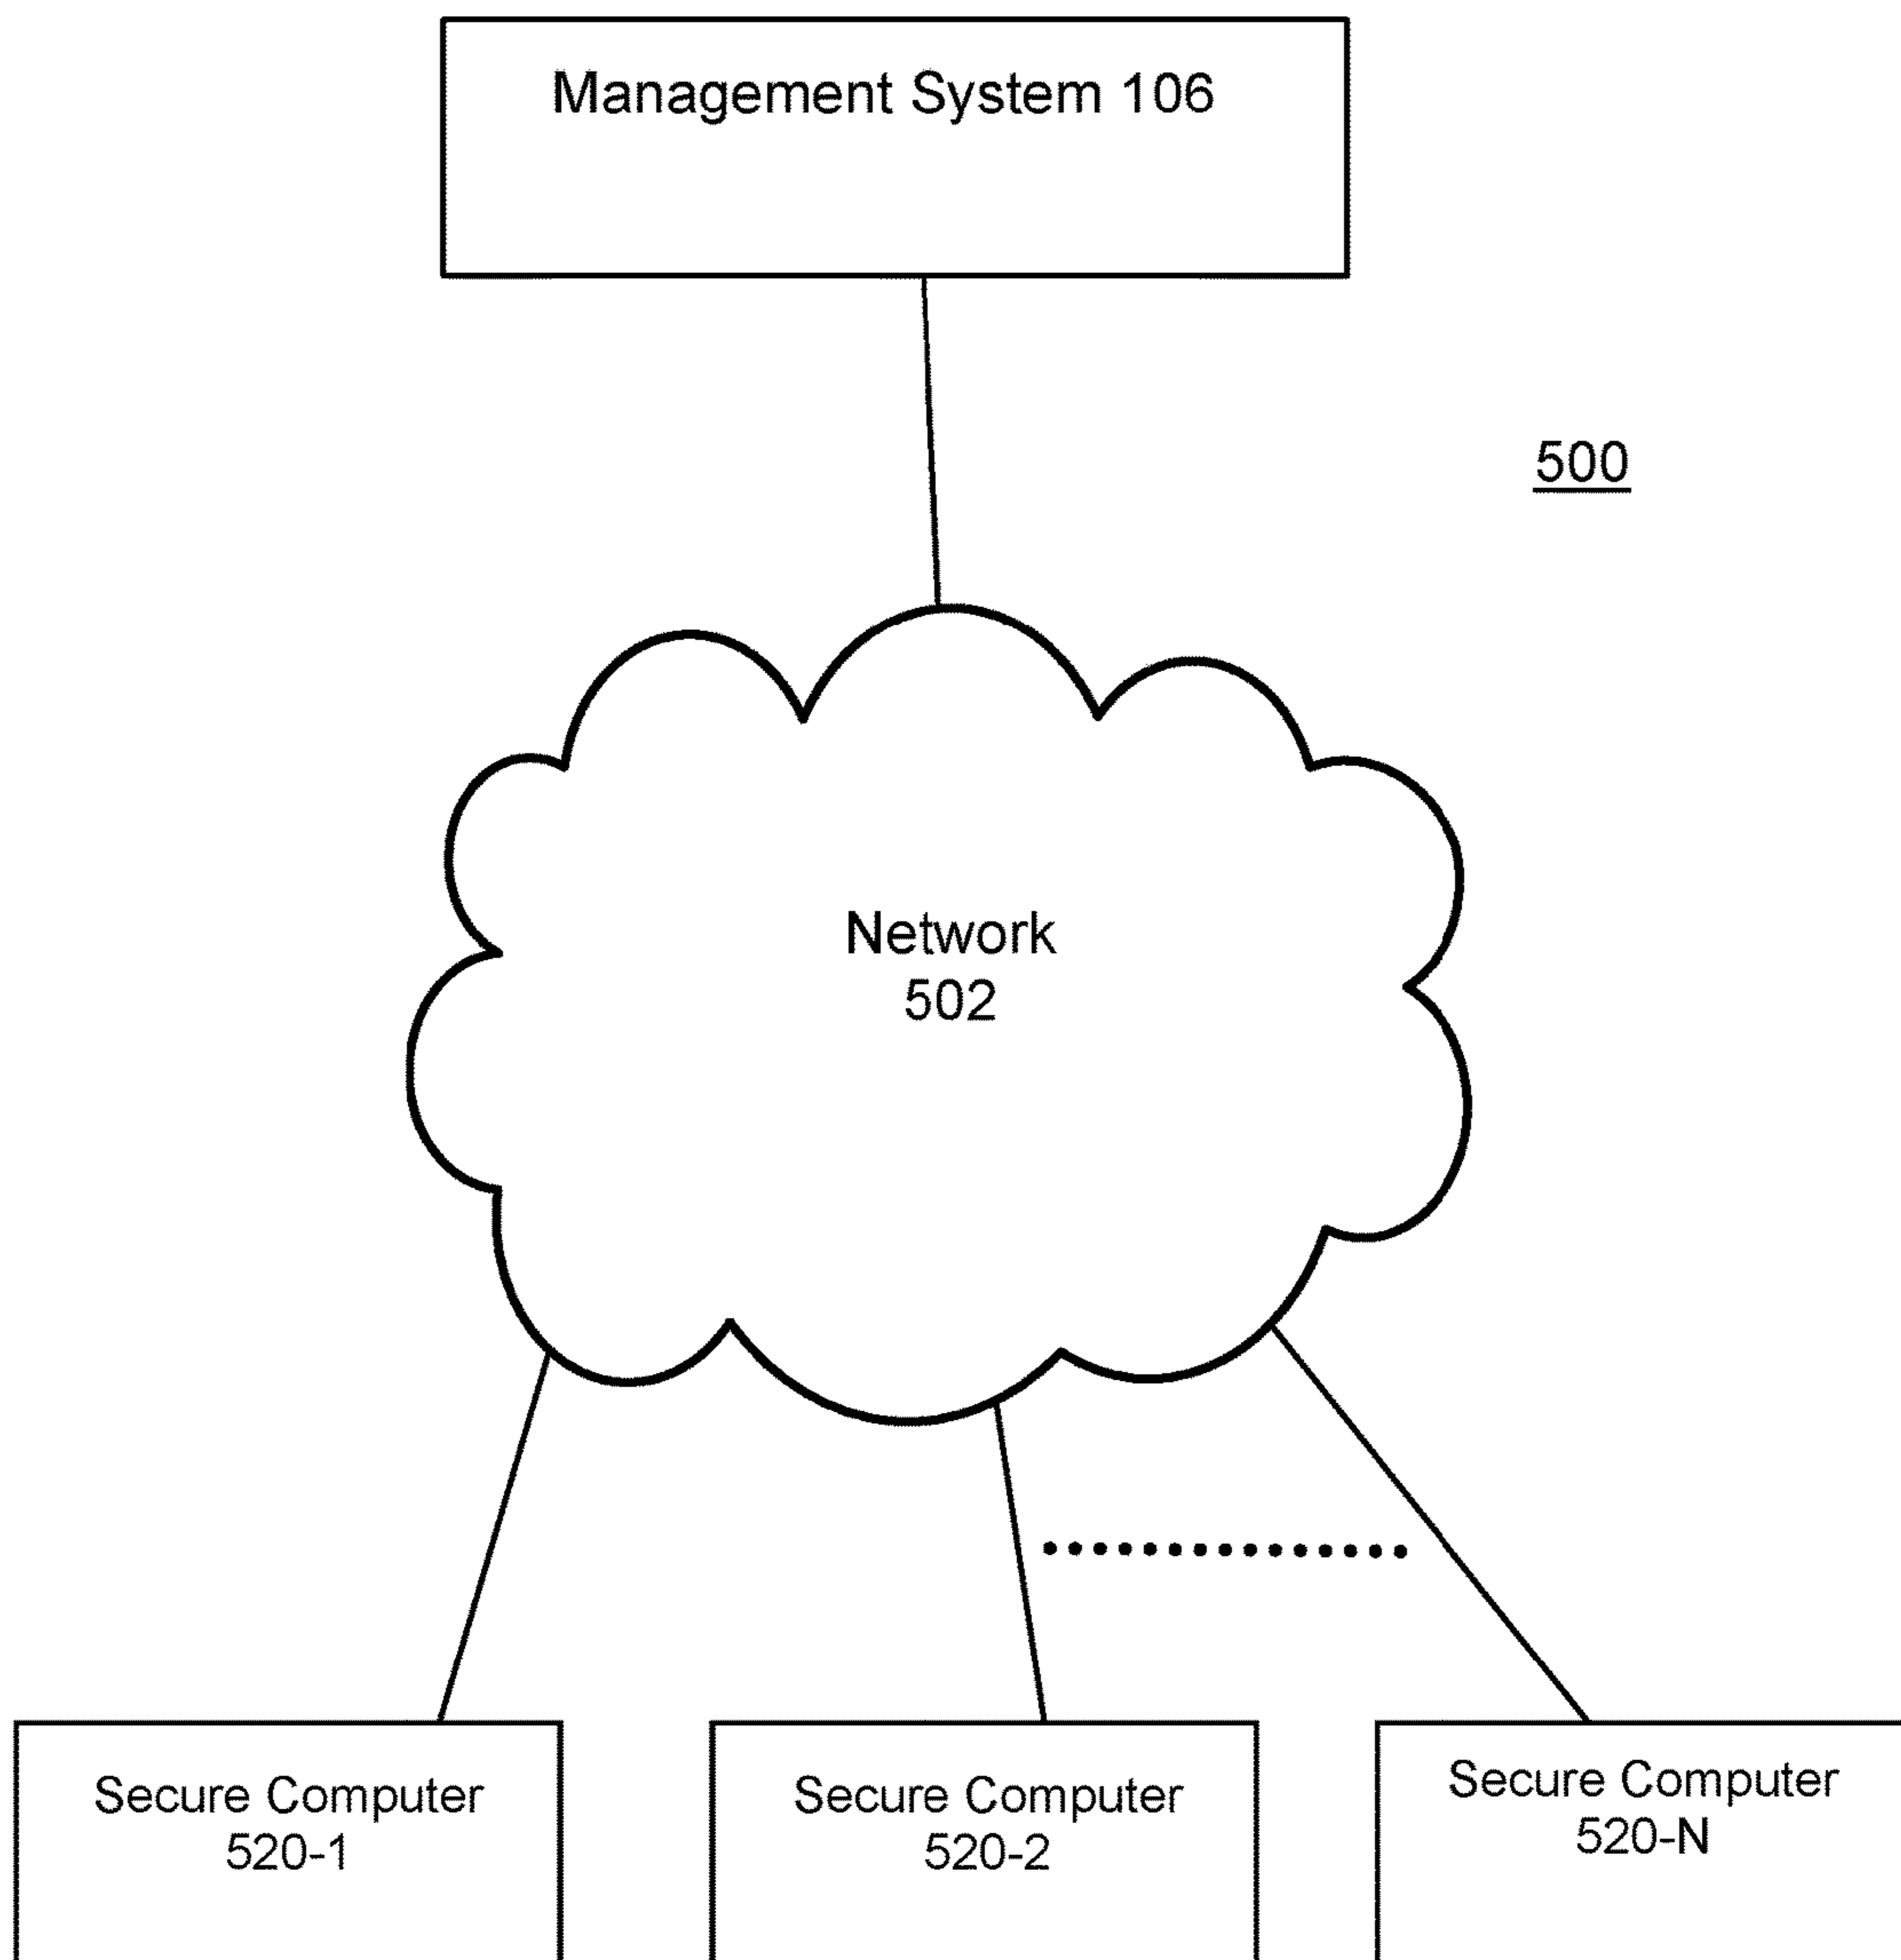 Management System 106
500
Network
502
Secure Computer
520-1
Secure Computer
520-2
Secure Computer
520-N